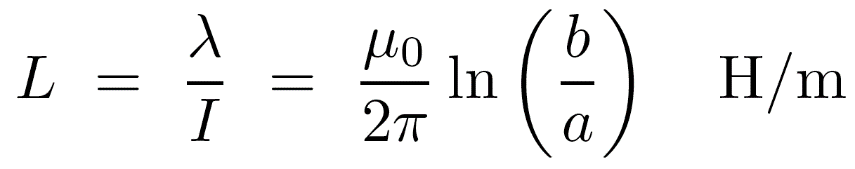 L = λ/I = μ₀/2π ln(b/a) H/m